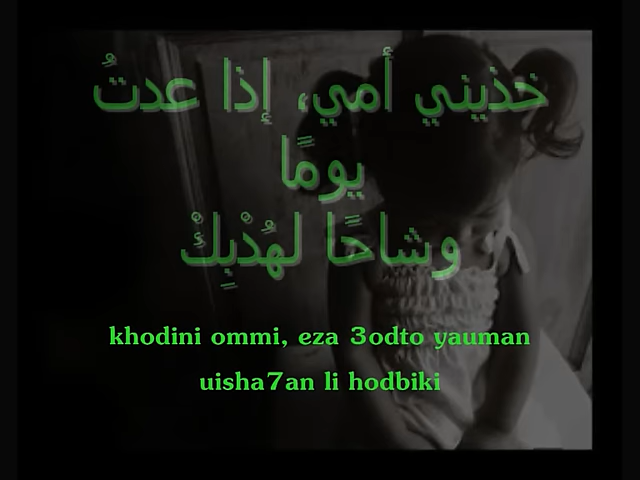 خذيني أمي، إذا عدتُ
يومًا
وشاحًا لهُدْبِكْ
khodini ommi, eza 3odto yauman
uisha7an li hodbiki